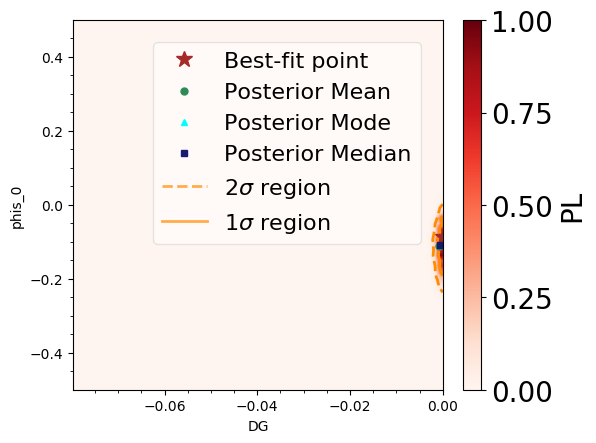 0.4
0.2
0.0
−0.2
−0.4
phis_0
−0.06
−0.04
−0.02
0.00
DG
Best-fit point
Posterior Mean
Posterior Mode
Posterior Median
2σ region
1σ region
1.00
0.75
0.50
0.25
0.00
PL